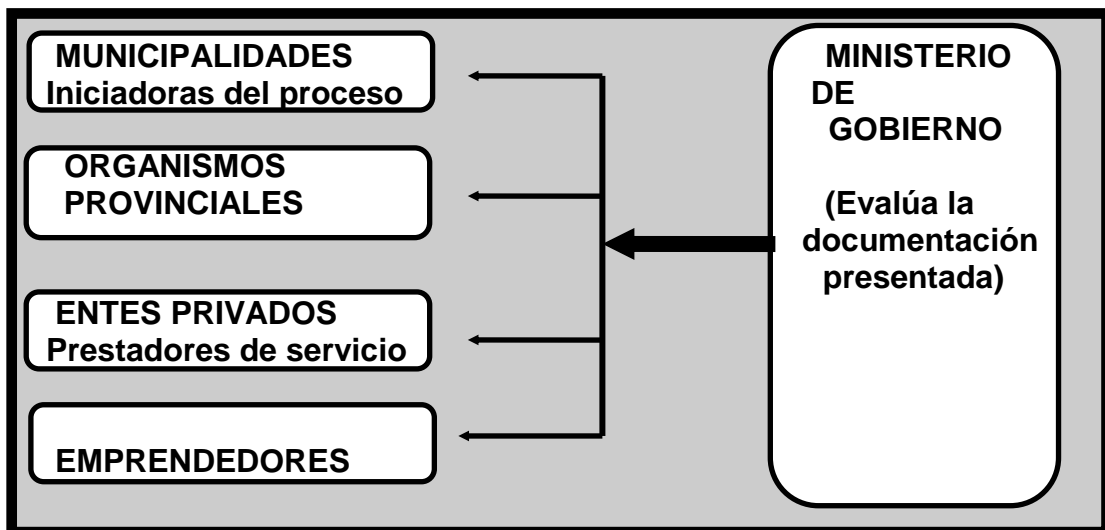 MUNICIPALIDADES
Iniciadoras del proceso
ORGANISMOS
PROVINCIALES
ENTES PRIVADOS
Prestadores de servicio
EMPRENDEDORES
MINISTERIO
DE
GOBIERNO
(Evalúa la
documentación
presentada)